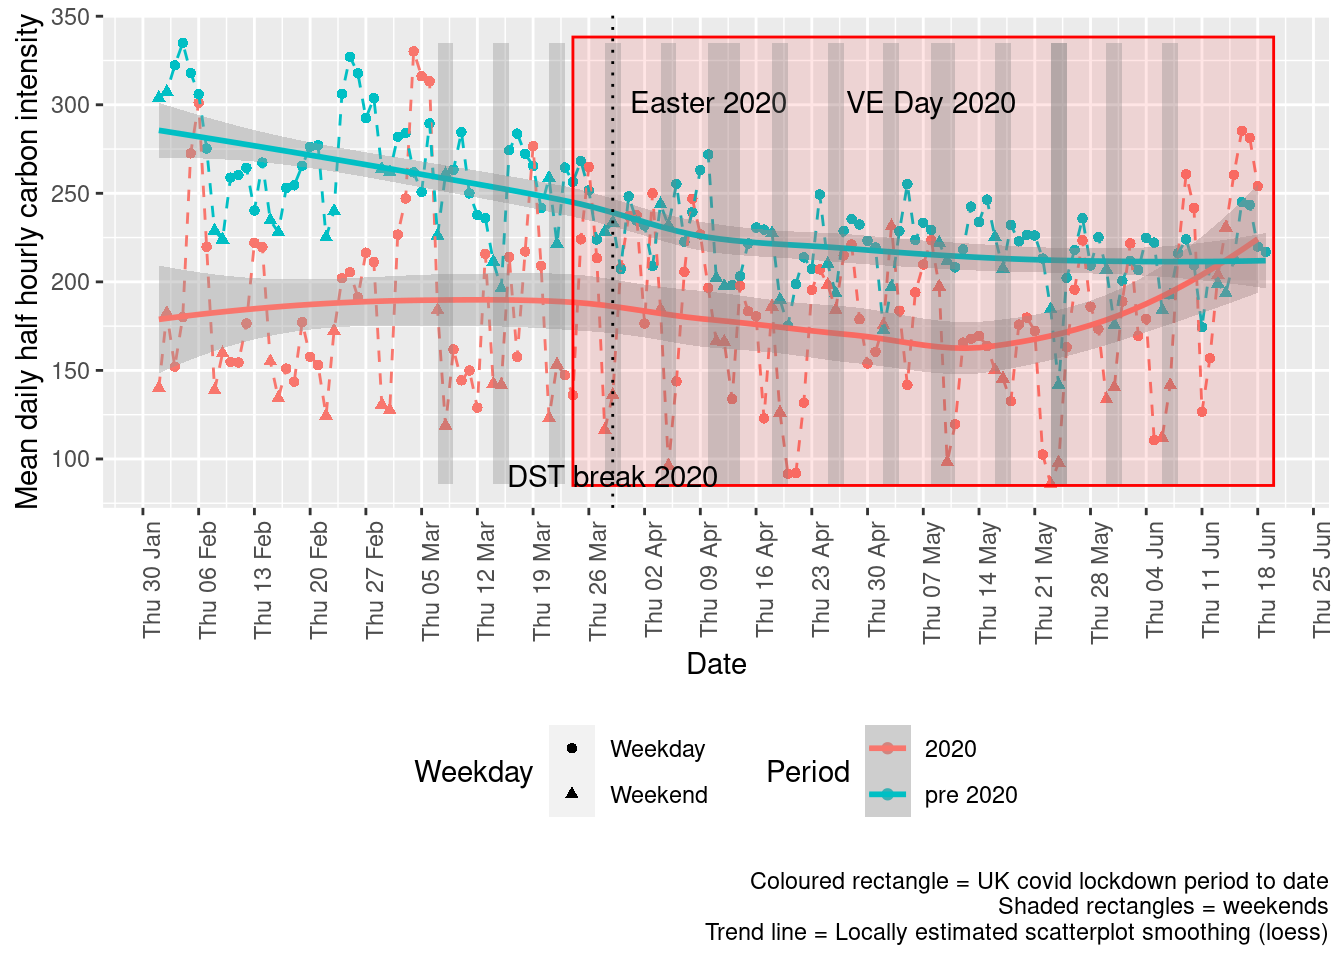 Mean daily half hourly carbon intensity
350
300
250
200
150
100
Easter 2020
VE Day 2020
DST break 2020
Thu 30 Jan
Thu 06 Feb
Thu 13 Feb
Thu 20 Feb
Thu 27 Feb
Thu 05 Mar
Thu 12 Mar
Thu 19 Mar
Thu 26 Mar
Thu 02 Apr
Thu 09 Apr
Thu 16 Apr
Thu 23 Apr
Thu 30 Apr
Thu 07 May
Thu 14 May
Thu 21 May
Thu 28 May
Thu 04 Jun
Thu 11 Jun
Thu 18 Jun
Thu 25 Jun
Date
Weekday
Weekday
Weekend
Period
2020
pre 2020
Coloured rectangle = UK covid lockdown period to date
Shaded rectangles = weekends
Trend line = Locally estimated scatterplot smoothing (loess)